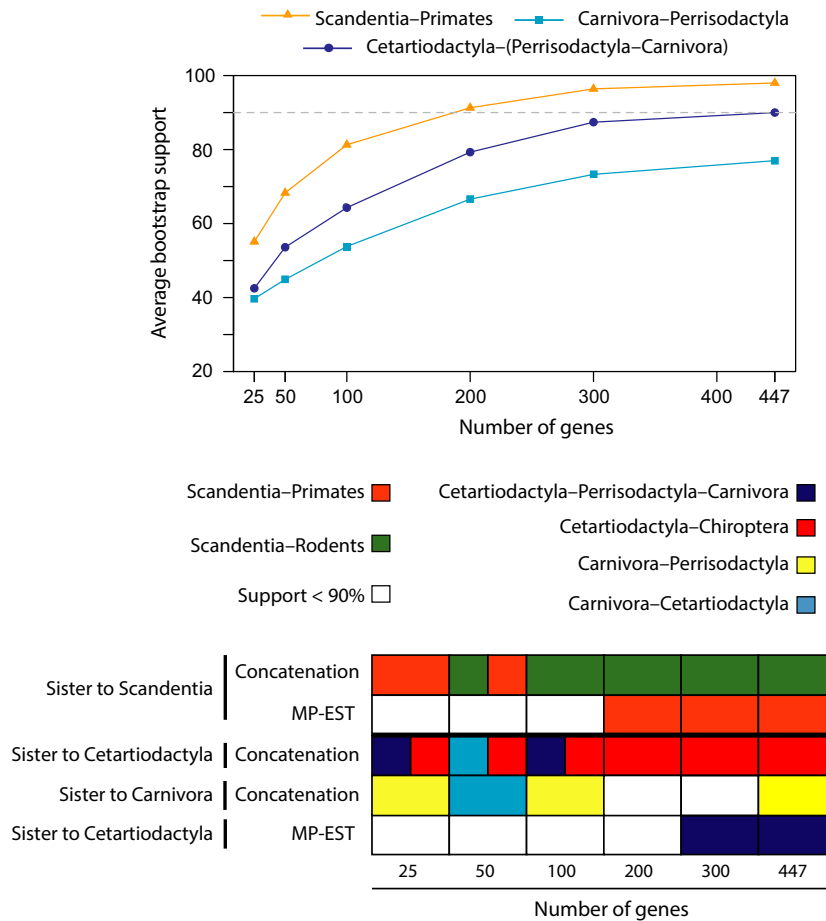 Scandentia–Primates
Carnivora–Perrisodactyla
Cetartiodactyla–(Perrisodactyla–Carnivora)
Average bootstrap support
100
80
60
40
20
25 50 100 200 300 400 447
Number of genes
Scandentia–Primates
Scandentia–Rodents
Support < 90%
Cetartiodactyla–Perrisodactyla–Carnivora
Cetartiodactyla–Chiroptera
Carnivora–Perrisodactyla
Carnivora–Cetartiodactyla
Sister to Scandentia
Concatenation
MP-EST
Sister to Cetartiodactyla Concatenation
Sister to Carnivora Concatenation
Sister to Cetartiodactyla MP-EST
25 50 100 200 300 447
Number of genes